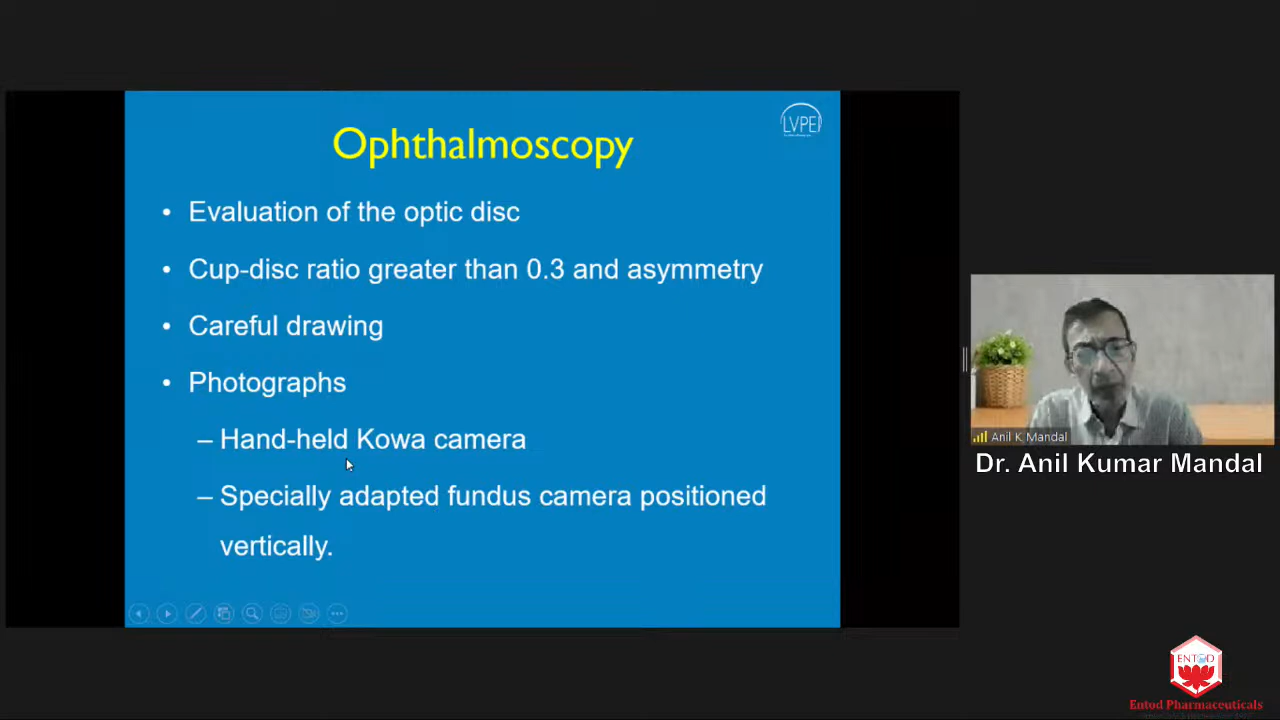 LVPEI
Ophthalmoscopy
• Evaluation of the optic disc
• Cup-disc ratio greater than 0.3 and asymmetry
• Careful drawing
• Photographs
– Hand-held Kowa camera
– Specially adapted fundus camera positioned
vertically.
Anil K Mandal
Dr. Anil Kumar Mandal
ENTOD
Entod Pharmaceuticals